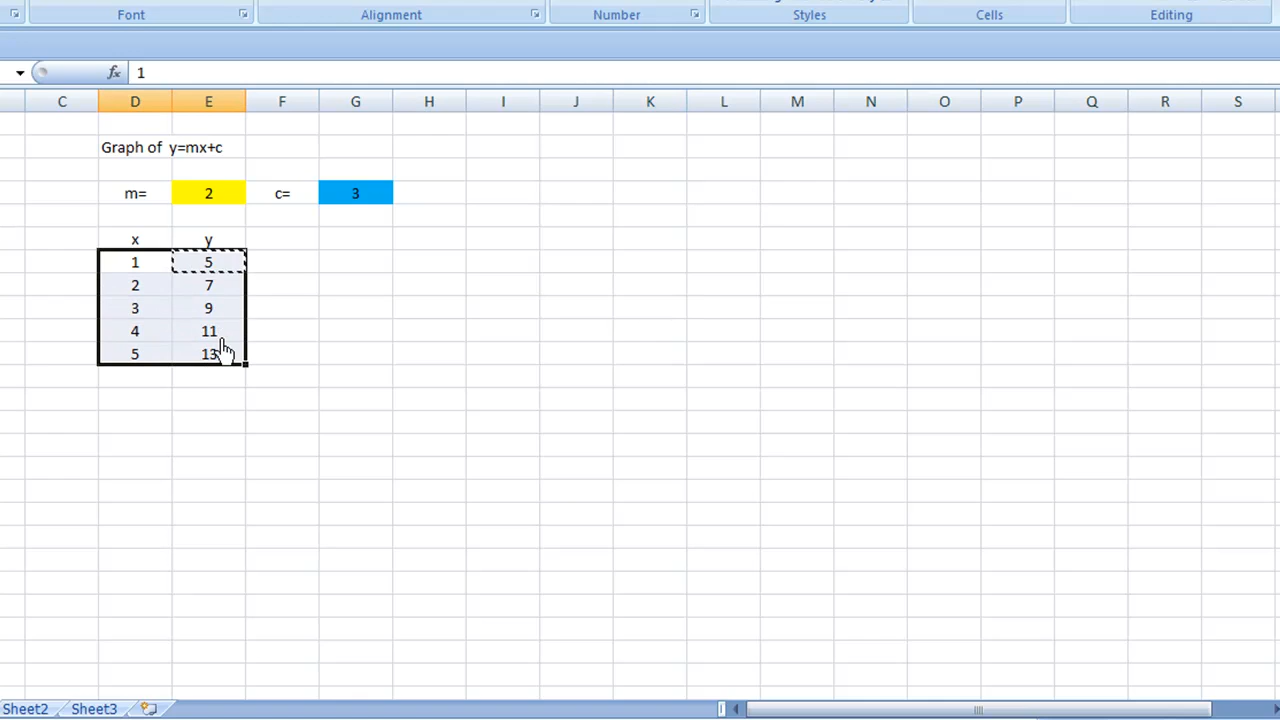 Font Alignment Number Styles Cells Editing
fx 1
C D E F G H I J K L M N O P Q R S
Graph of y=mx+c
m= 2 c= 3
x y
1 5
2 7
3 9
4 11
5 13
Sheet2 Sheet3